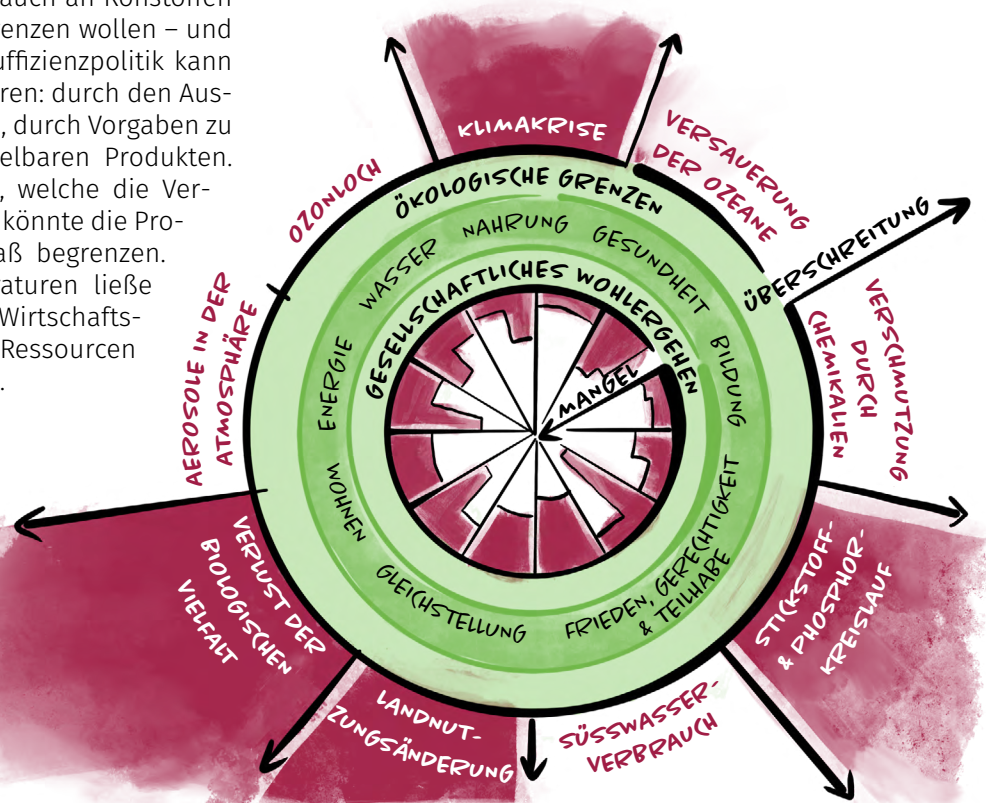 auch an Rohstoffen
enzen wollen – und
uffizienzpolitik kann
ren: durch den Aus-
, durch Vorgaben zu
elbaren Produkten.
, welche die Ver-
könnte die Pro-
aß begrenzen.
raturen ließe
Wirtschafts-
Ressourcen
.
KLIMAKRISE
VERSAUERUNG
DER OZEANE
ÜBERSCHREITUNG
VERSCHMUTZUNG
DURCH
CHEMIKALIEN
STICKSTOFF-
& PHOSPHOR-
KREISLAUF
SÜSSWASSER-
VERBRAUCH
LANDNUT-
ZUNGSÄNDERUNG
VERLUST DER
BIOLOGISCHEN
VIELFALT
AEROSOLE IN DER
ATMOSPHÄRE
OZONLOCH
ÖKOLOGISCHE GRENZEN
NAHRUNG
GESUNDHEIT
BILDUNG
FRIEDEN, GERECHTIGKEIT
& TEILHABE
GLEICHSTELLUNG
WOHNEN
ENERGIE
WASSER
GESELLSCHAFTLICHES WOHLERGEHEN
MANGEL